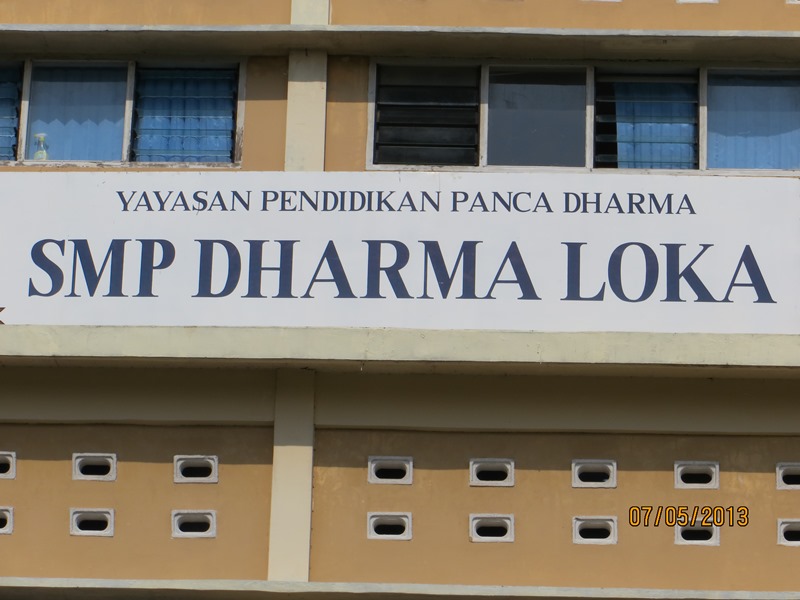 YAYASAN PENDIDIKAN PANCA DHARMA
SMP DHARMA LOKA
07/05/2013